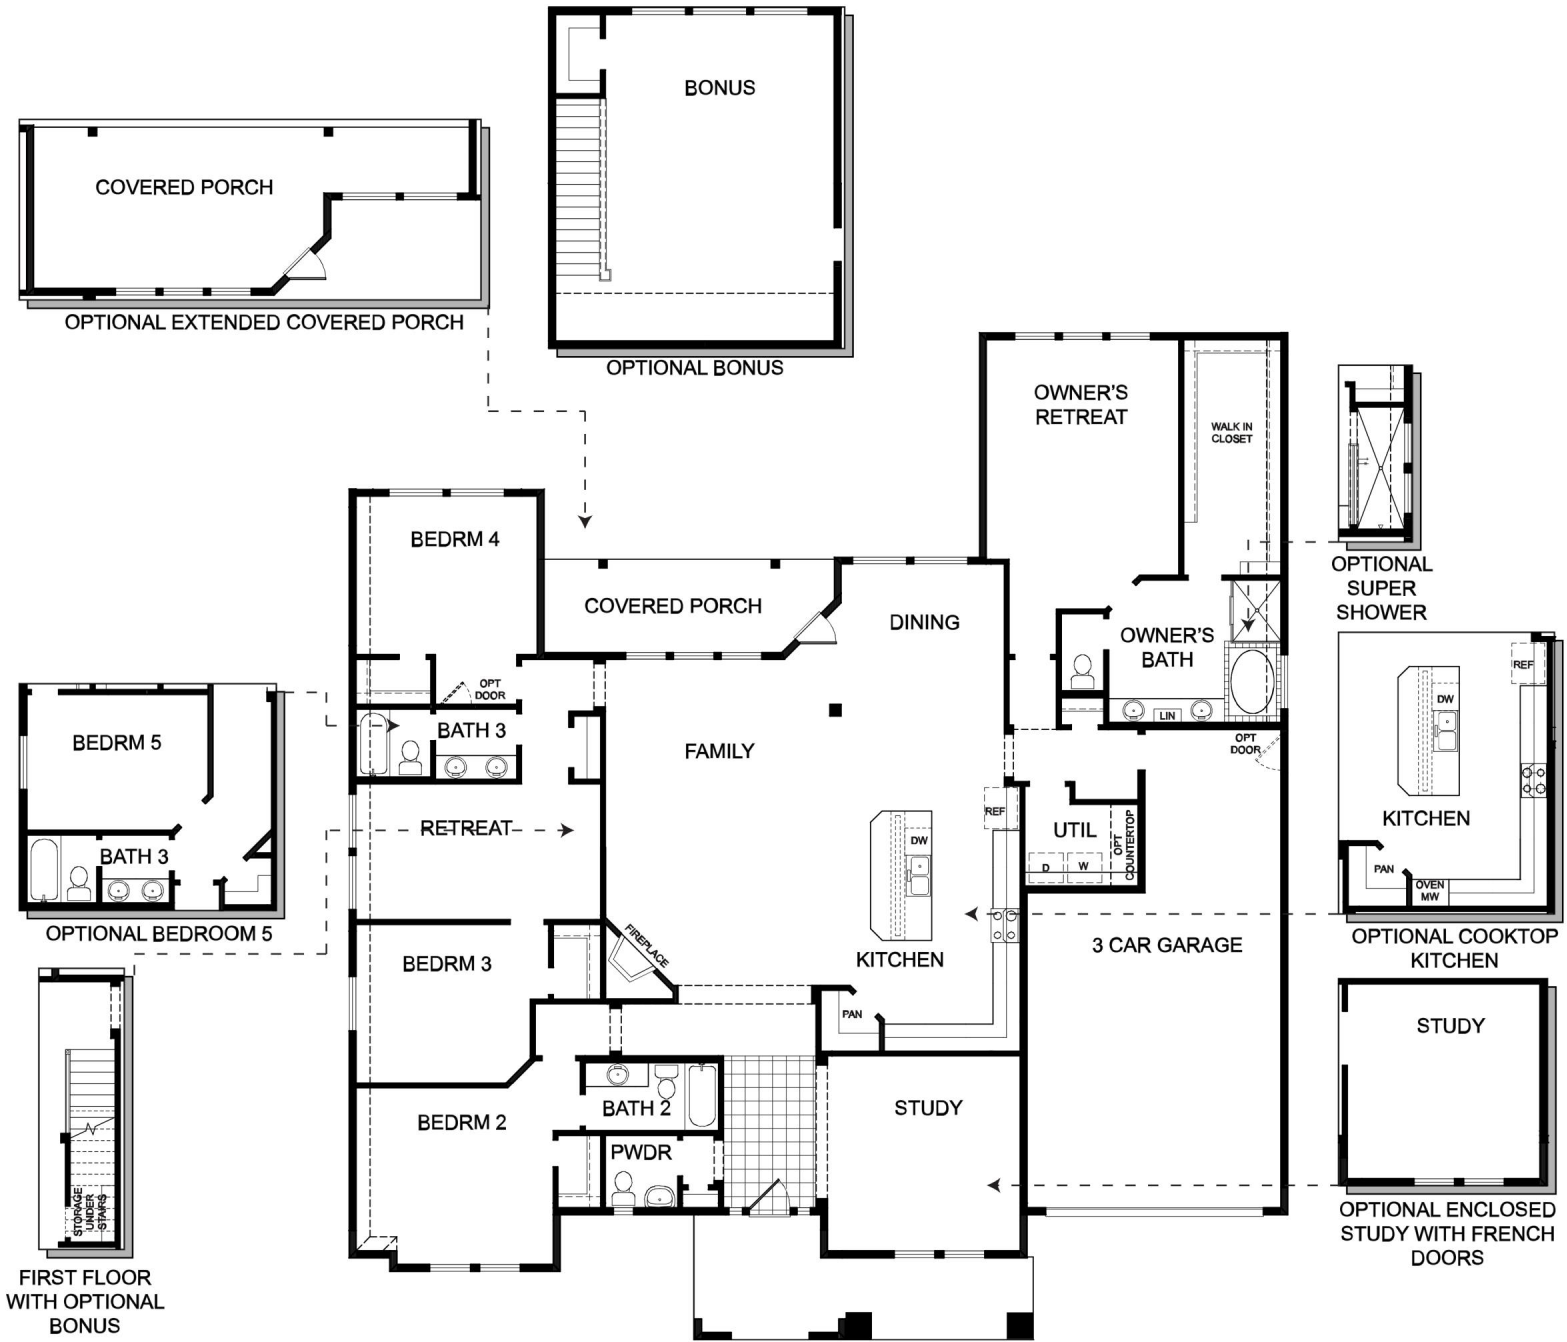 BONUS
OPTIONAL BONUS
COVERED PORCH
OPTIONAL EXTENDED COVERED PORCH
OWNER'S
RETREAT
WALK IN
CLOSET
OPTIONAL
SUPER
SHOWER
BEDRM 4
COVERED PORCH
DINING
OWNER'S
BATH
LIN
OPT
DOOR
OPT
DOOR
BATH 3
FAMILY
BEDRM 5
BATH 3
OPTIONAL BEDROOM 5
RETREAT
REF
DW
UTIL
D
W
OPT
COUNTERTOP
REF
DW
KITCHEN
PAN
OVEN
MW
OPTIONAL COOKTOP
KITCHEN
BEDRM 3
FIREPLACE
KITCHEN
PAN
3 CAR GARAGE
STUDY
OPTIONAL ENCLOSED
STUDY WITH FRENCH
DOORS
BEDRM 2
BATH 2
PWDR
STUDY
STORAGE
UNDER
STAIRS
FIRST FLOOR
WITH OPTIONAL
BONUS